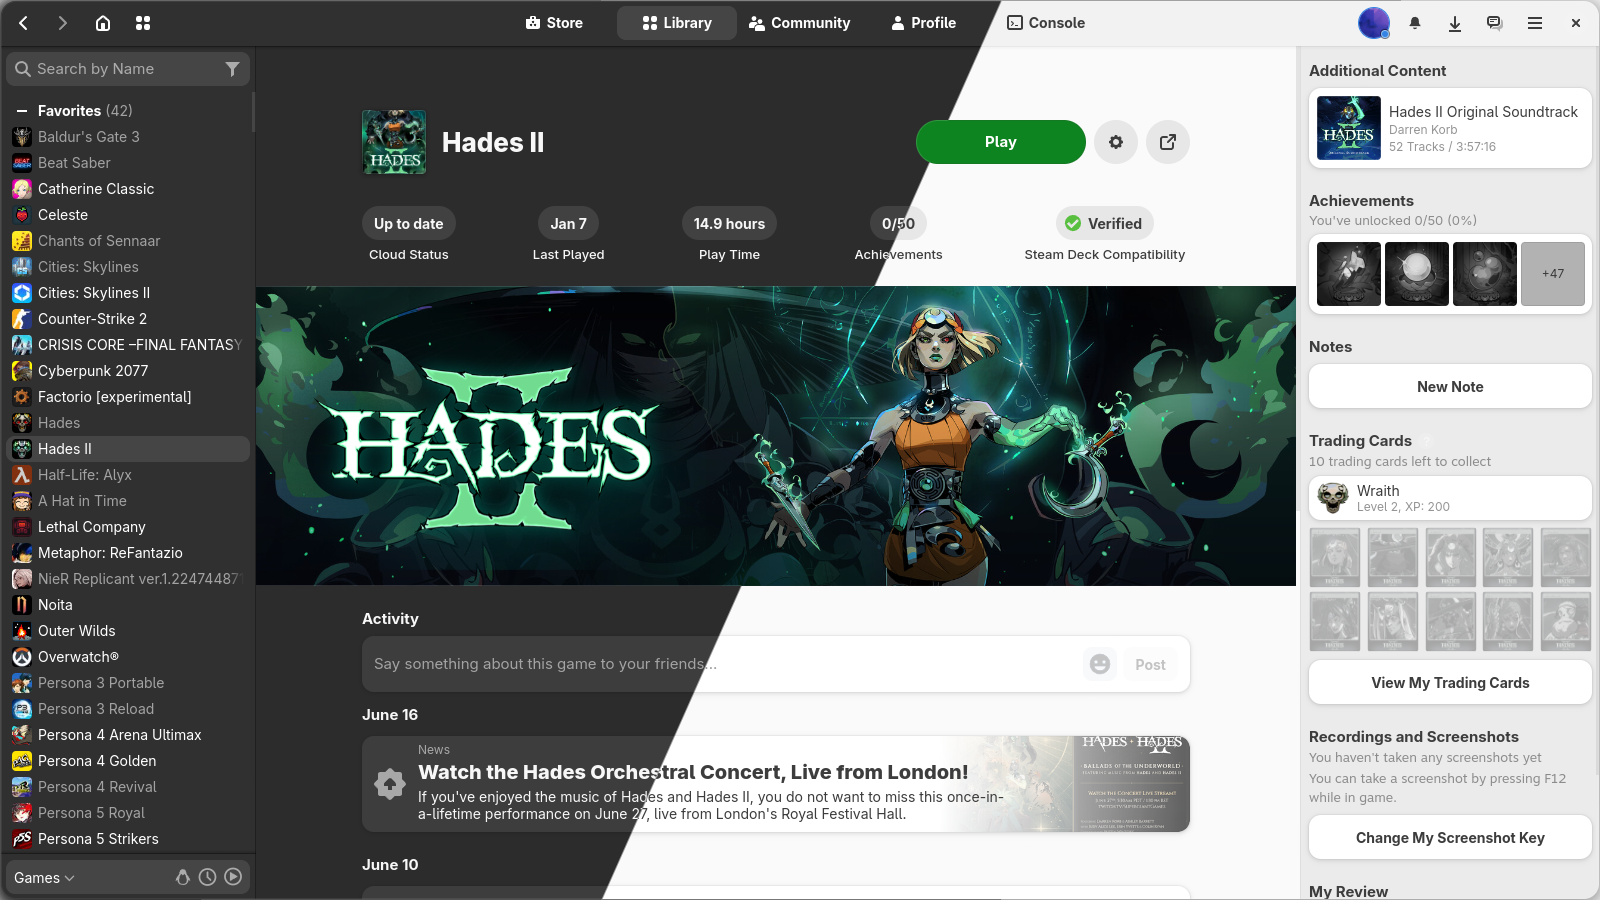 Store
Library
Community
Profile
Console
Search by Name
Favorites (42)
Baldur's Gate 3
Beat Saber
Catherine Classic
Celeste
Chants of Sennaar
Cities: Skylines
Cities: Skylines II
Counter-Strike 2
CRISIS CORE –FINAL FANTASY
Cyberpunk 2077
Factorio [experimental]
Hades
Hades II
Half-Life: Alyx
A Hat in Time
Lethal Company
Metaphor: ReFantazio
NieR Replicant ver.1.22474487
Noita
Outer Wilds
Overwatch®
Persona 3 Portable
Persona 3 Reload
Persona 4 Arena Ultimax
Persona 4 Golden
Persona 4 Revival
Persona 5 Royal
Persona 5 Strikers
Games
HADES
Hades II
Play
Up to date
Cloud Status
Jan 7
Last Played
14.9 hours
Play Time
0/50
Achievements
Verified
Steam Deck Compatibility
HADES
II
Activity
Say something about this game to your friends...
Post
June 16
News
Watch the Hades Orchestral Concert, Live from London!
If you've enjoyed the music of Hades and Hades II, you do not want to miss this once-in-
a-lifetime performance on June 27, live from London's Royal Festival Hall.
HADES · HADES
BALLADS OF THE UNDERWORLD
June 10
Additional Content
HADES
Hades II Original Soundtrack
Darren Korb
52 Tracks / 3:57:16
Achievements
You've unlocked 0/50 (0%)
+47
Notes
New Note
Trading Cards
10 trading cards left to collect
Wraith
Level 2, XP: 200
View My Trading Cards
Recordings and Screenshots
You haven't taken any screenshots yet
You can take a screenshot by pressing F12
while in game.
Change My Screenshot Key
My Review